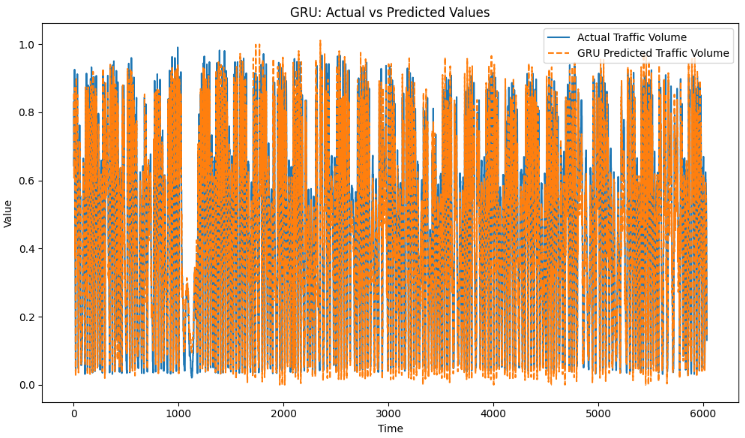 GRU: Actual vs Predicted Values
Actual Traffic Volume
GRU Predicted Traffic Volume
Value
1.0
0.8
0.6
0.4
0.2
0.0
0
1000
2000
3000
4000
5000
6000
Time